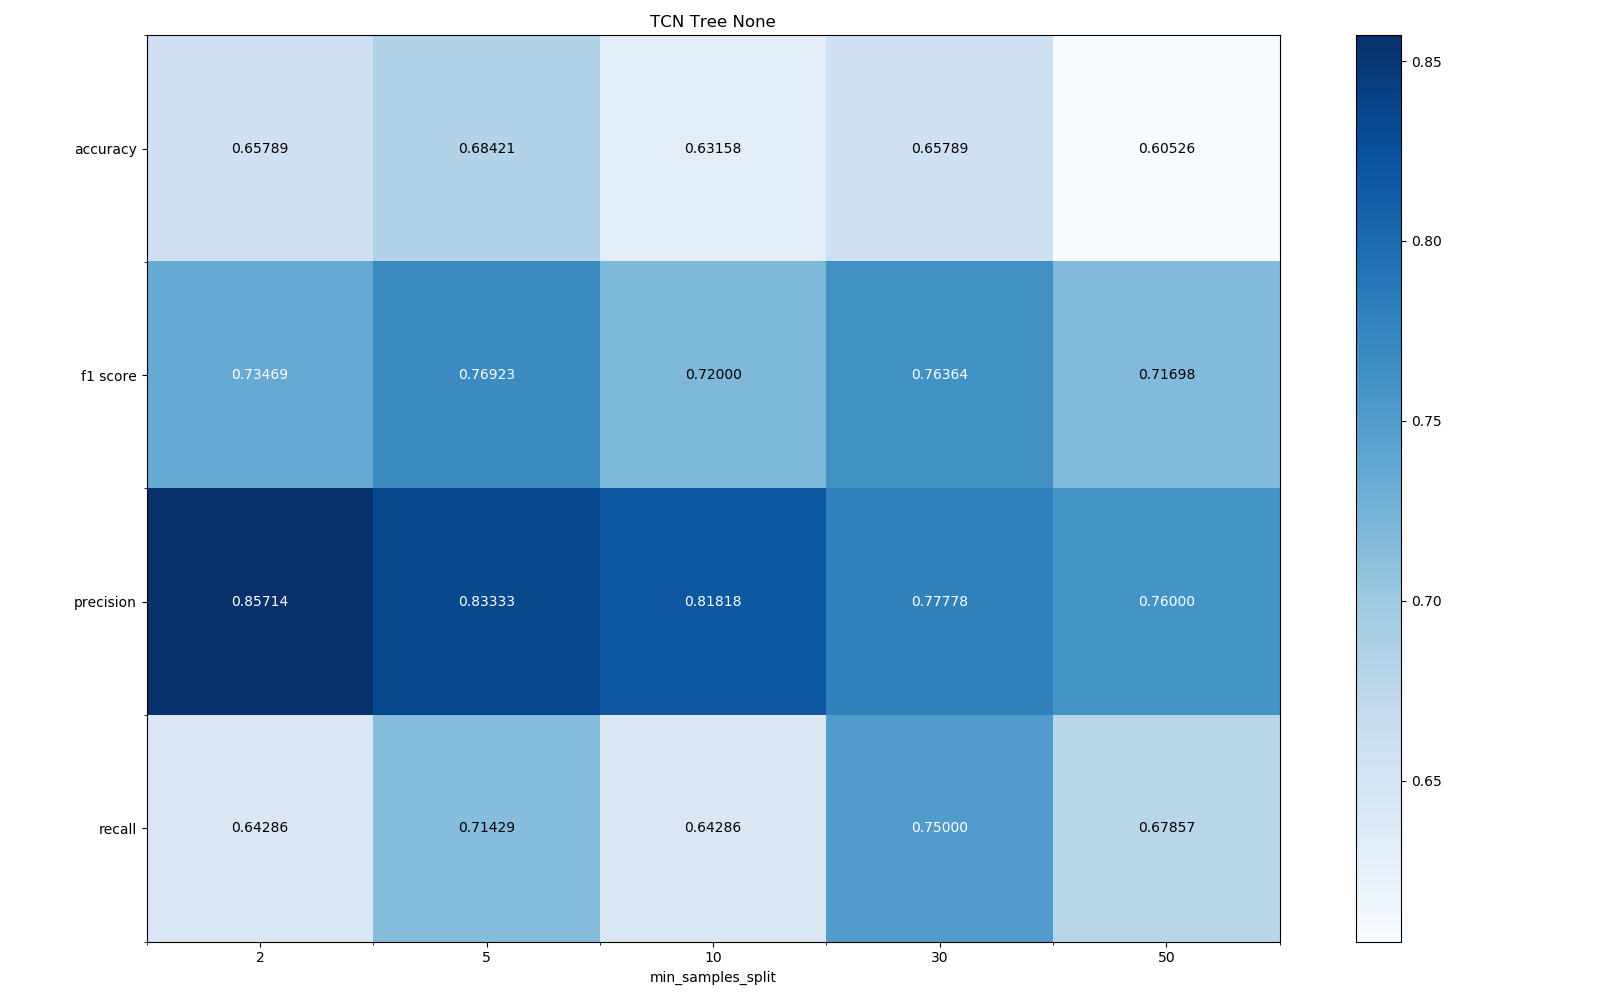 TCN Tree None
accuracy 0.65789 0.68421 0.63158 0.65789 0.60526
f1 score 0.73469 0.76923 0.72000 0.76364 0.71698
precision 0.85714 0.83333 0.81818 0.77778 0.76000
recall 0.64286 0.71429 0.64286 0.75000 0.67857
2 5 10 30 50
min_samples_split
0.85
0.80
0.75
0.70
0.65